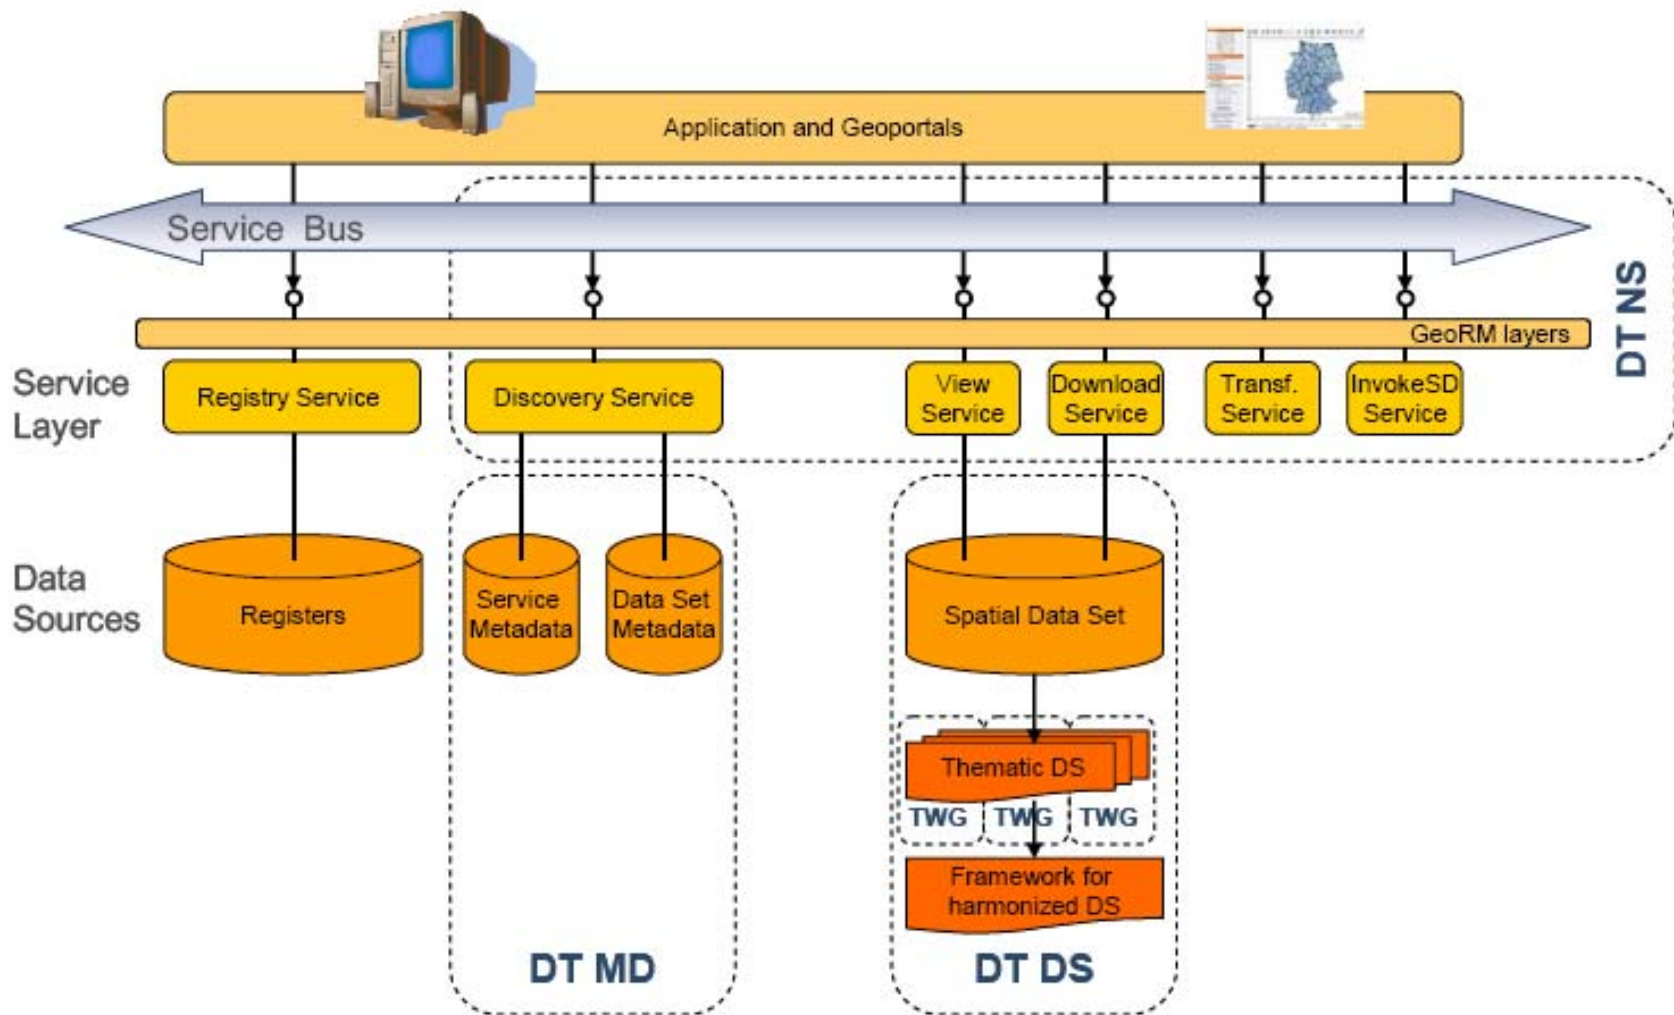 Application and Geoportals
Service Bus
DT NS
GeoRM layers
Service
Layer
Registry Service
Discovery Service
View
Service
Download
Service
Transf.
Service
InvokeSD
Service
Data
Sources
Registers
Service
Metadata
Data Set
Metadata
Spatial Data Set
Thematic DS
TWG TWG TWG
Framework for
harmonized DS
DT MD
DT DS